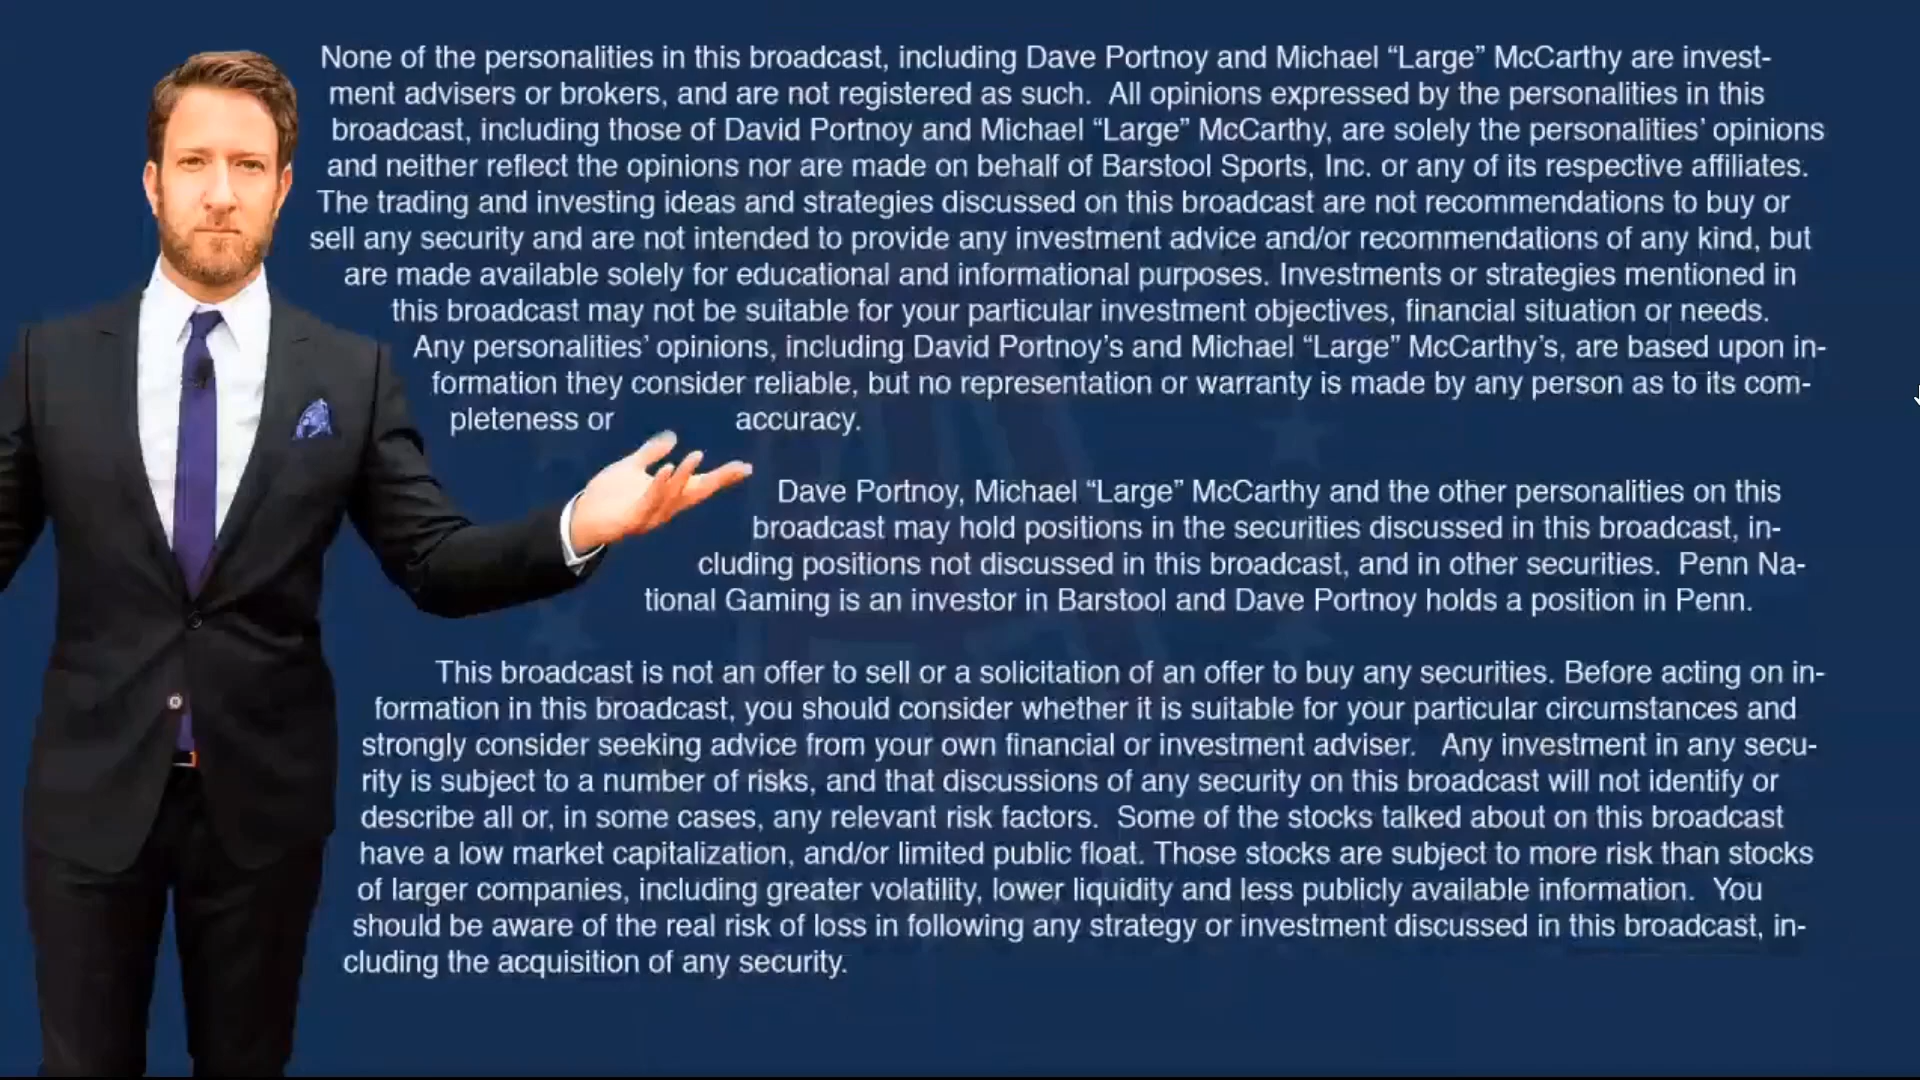 None of the personalities in this broadcast, including Dave Portnoy and Michael “Large” McCarthy are invest-
ment advisers or brokers, and are not registered as such.  All opinions expressed by the personalities in this
broadcast, including those of David Portnoy and Michael “Large” McCarthy, are solely the personalities’ opinions
and neither reflect the opinions nor are made on behalf of Barstool Sports, Inc. or any of its respective affiliates.
The trading and investing ideas and strategies discussed on this broadcast are not recommendations to buy or
sell any security and are not intended to provide any investment advice and/or recommendations of any kind, but
are made available solely for educational and informational purposes. Investments or strategies mentioned in
this broadcast may not be suitable for your particular investment objectives, financial situation or needs.
Any personalities’ opinions, including David Portnoy’s and Michael “Large” McCarthy’s, are based upon in-
formation they consider reliable, but no representation or warranty is made by any person as to its com-
pleteness or accuracy.
Dave Portnoy, Michael “Large” McCarthy and the other personalities on this
broadcast may hold positions in the securities discussed in this broadcast, in-
cluding positions not discussed in this broadcast, and in other securities.  Penn Na-
tional Gaming is an investor in Barstool and Dave Portnoy holds a position in Penn.
This broadcast is not an offer to sell or a solicitation of an offer to buy any securities. Before acting on in-
formation in this broadcast, you should consider whether it is suitable for your particular circumstances and
strongly consider seeking advice from your own financial or investment adviser.   Any investment in any secu-
rity is subject to a number of risks, and that discussions of any security on this broadcast will not identify or
describe all or, in some cases, any relevant risk factors.  Some of the stocks talked about on this broadcast
have a low market capitalization, and/or limited public float. Those stocks are subject to more risk than stocks
of larger companies, including greater volatility, lower liquidity and less publicly available information.  You
should be aware of the real risk of loss in following any strategy or investment discussed in this broadcast, in-
cluding the acquisition of any security.